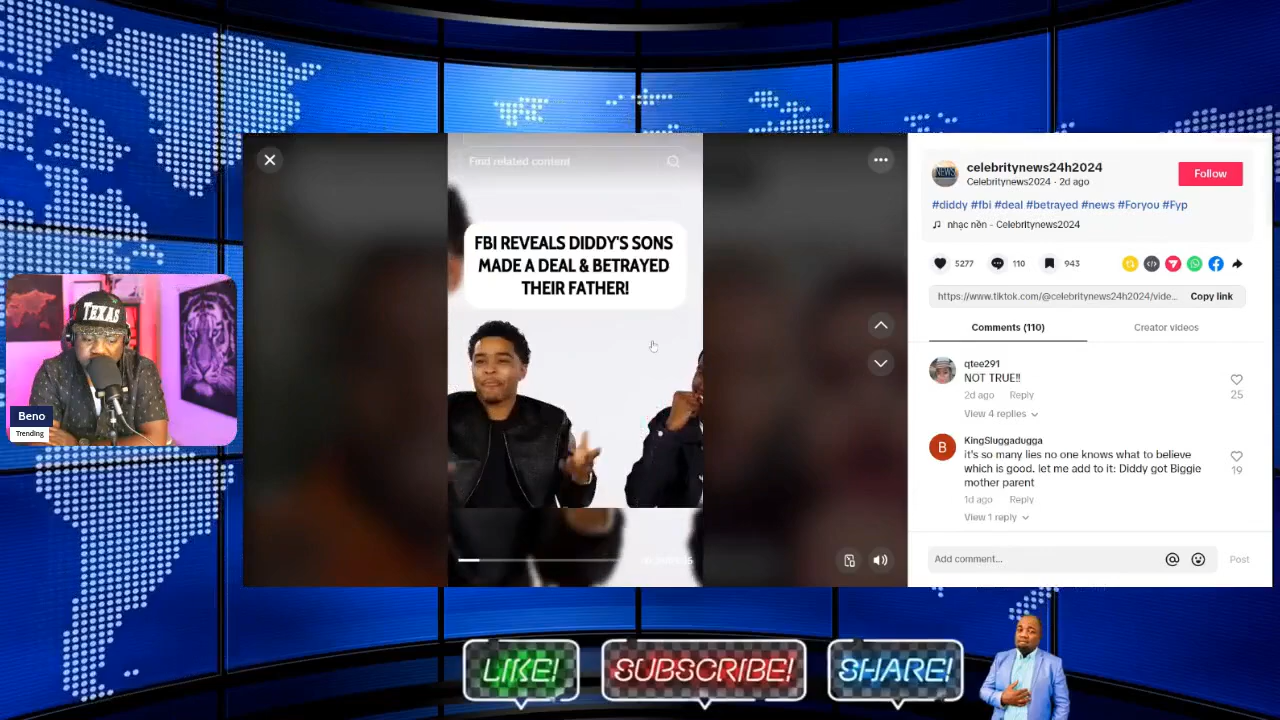 Find related content
FBI REVEALS DIDDY'S SONS
MADE A DEAL & BETRAYED
THEIR FATHER!
TEXAS
Beno
Trending
NEWS
celebritynews24h2024
Celebritynews2024 · 2d ago
Follow
#diddy #fbi #deal #betrayed #news #Foryou #Fyp
nhạc nền - Celebritynews2024
5277
110
943
https://www.tiktok.com/@celebritynews24h2024/vide...
Copy link
Comments (110)
Creator videos
qtee291
NOT TRUE!!
2d ago Reply
25
View 4 replies
B
KingSluggadugga
it's so many lies no one knows what to believe
which is good. let me add to it: Diddy got Biggie
mother parent
19
1d ago Reply
View 1 reply
Add comment...
Post
LIKE!
SUBSCRIBE!
SHARE!